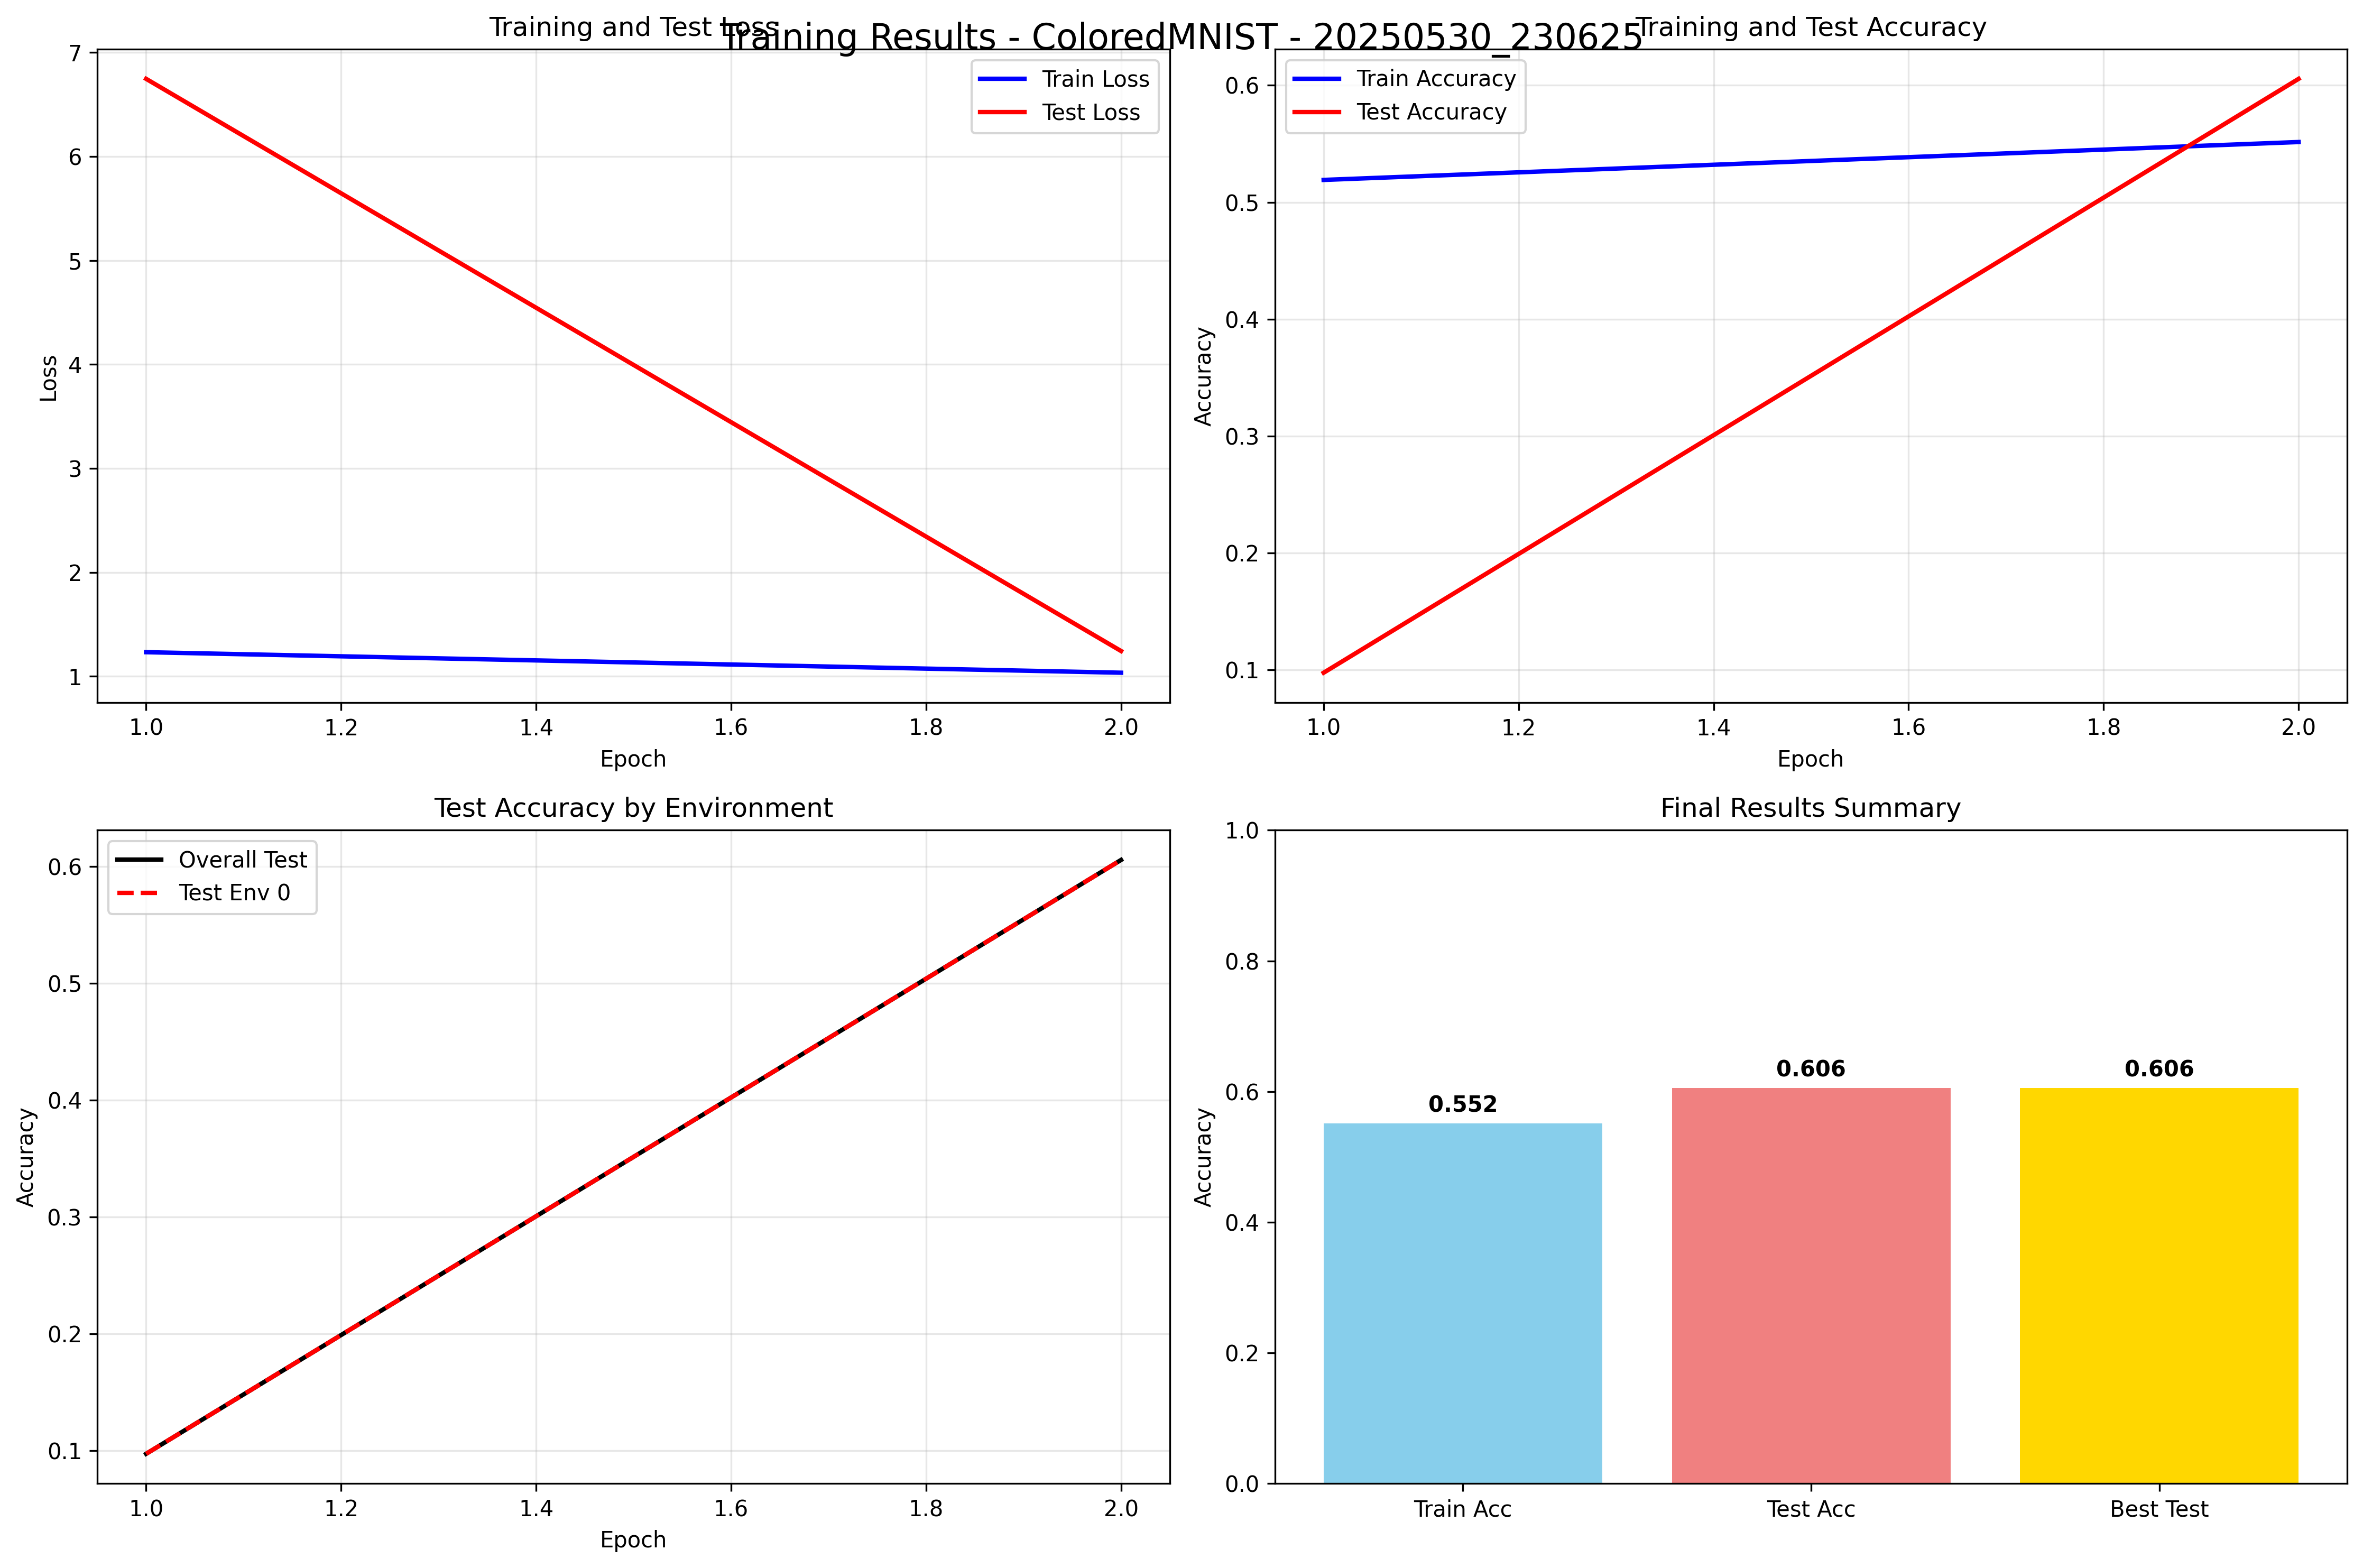 Training Results - ColoredMNIST - 20250530_230625
Training and Test Loss
7
6
5
4
3
2
1
Loss
Train Loss
Test Loss
1.0 1.2 1.4 1.6 1.8 2.0
Epoch
Training and Test Accuracy
0.6
0.5
0.4
0.3
0.2
0.1
Accuracy
Train Accuracy
Test Accuracy
1.0 1.2 1.4 1.6 1.8 2.0
Epoch
Test Accuracy by Environment
0.6
0.5
0.4
0.3
0.2
0.1
Accuracy
Overall Test
Test Env 0
1.0 1.2 1.4 1.6 1.8 2.0
Epoch
Final Results Summary
1.0
0.8
0.6
0.4
0.2
0.0
Accuracy
0.552
0.606
0.606
Train Acc
Test Acc
Best Test